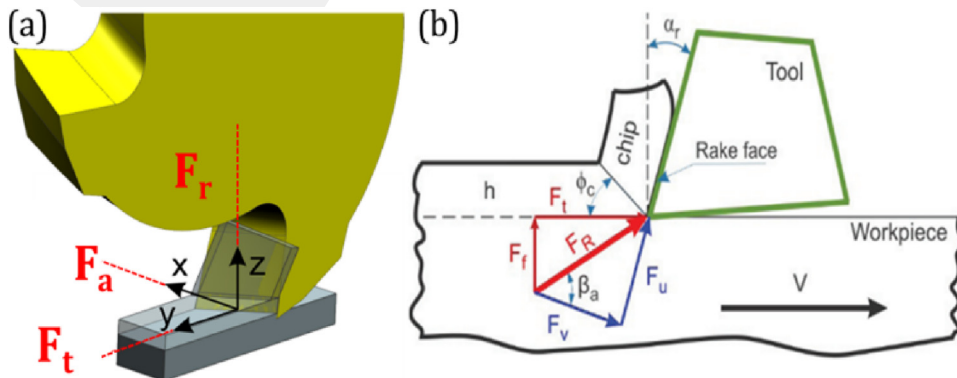 (a)
F_r
F_a
x
z
y
F_t
(b)
α_r
Tool
chip
Rake face
h
ϕ_c
F_t
F_f
F_R
β_a
F_u
F_v
Workpiece
V